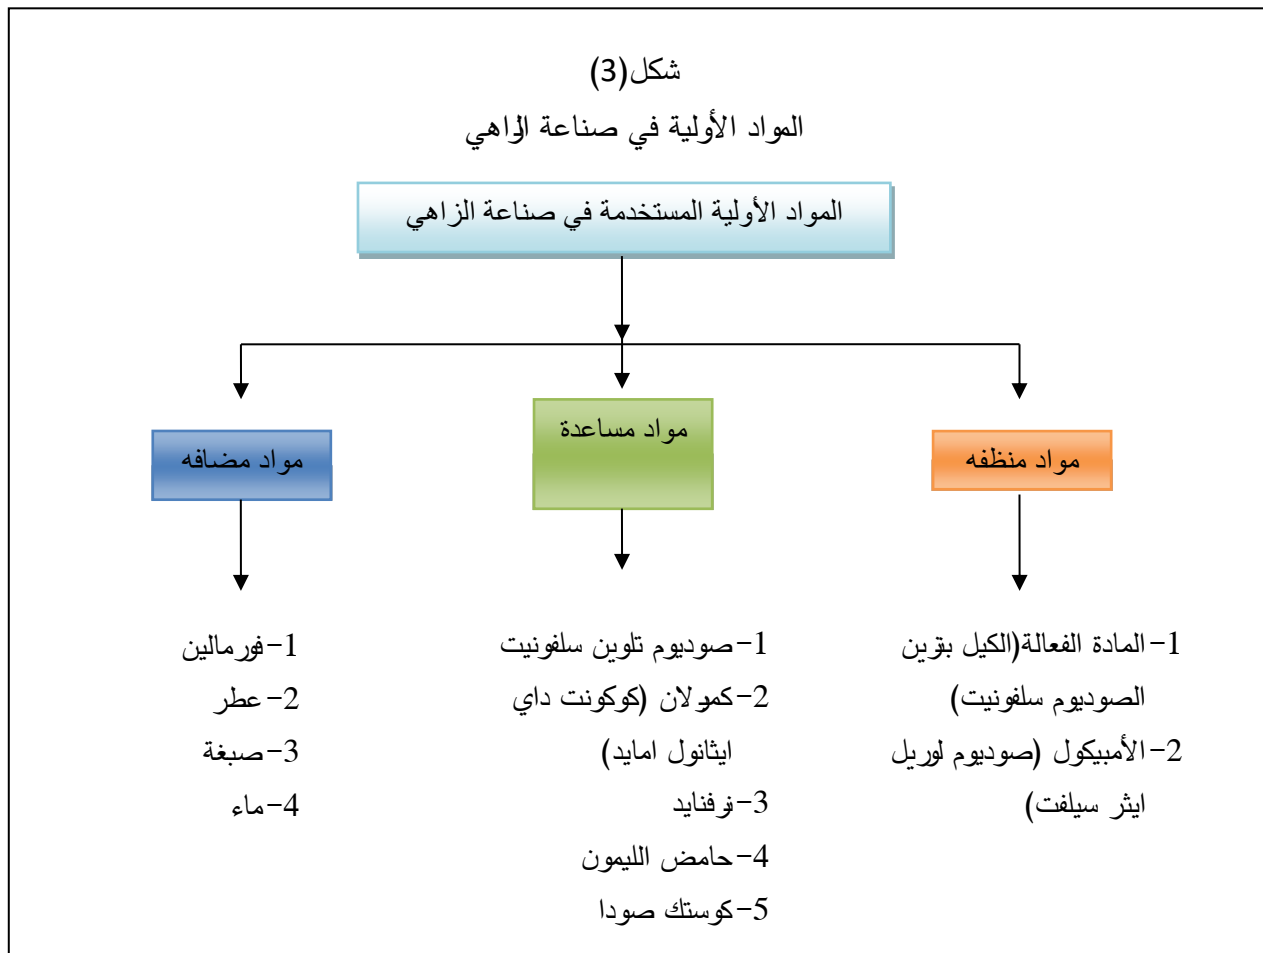 شكل(3)
المواد الأولية في صناعة الزاهي
المواد الأولية المستخدمة في صناعة الزاهي
مواد منظفه
مواد مساعدة
مواد مضافه
1-المادة الفعالة(الكيل بنزين
الصوديوم سلفونيت)
2-الأمبيكول (صوديوم لوريل
ايثر سيلفت)
1-صوديوم تلوين سلفونيت
2-كمولان (كوكونت داي
ايثانول امايد)
3-نرفنايد
4-حامض الليمون
5-كوستك صودا
1-فورمالين
2-عطر
3-صبغة
4-ماء